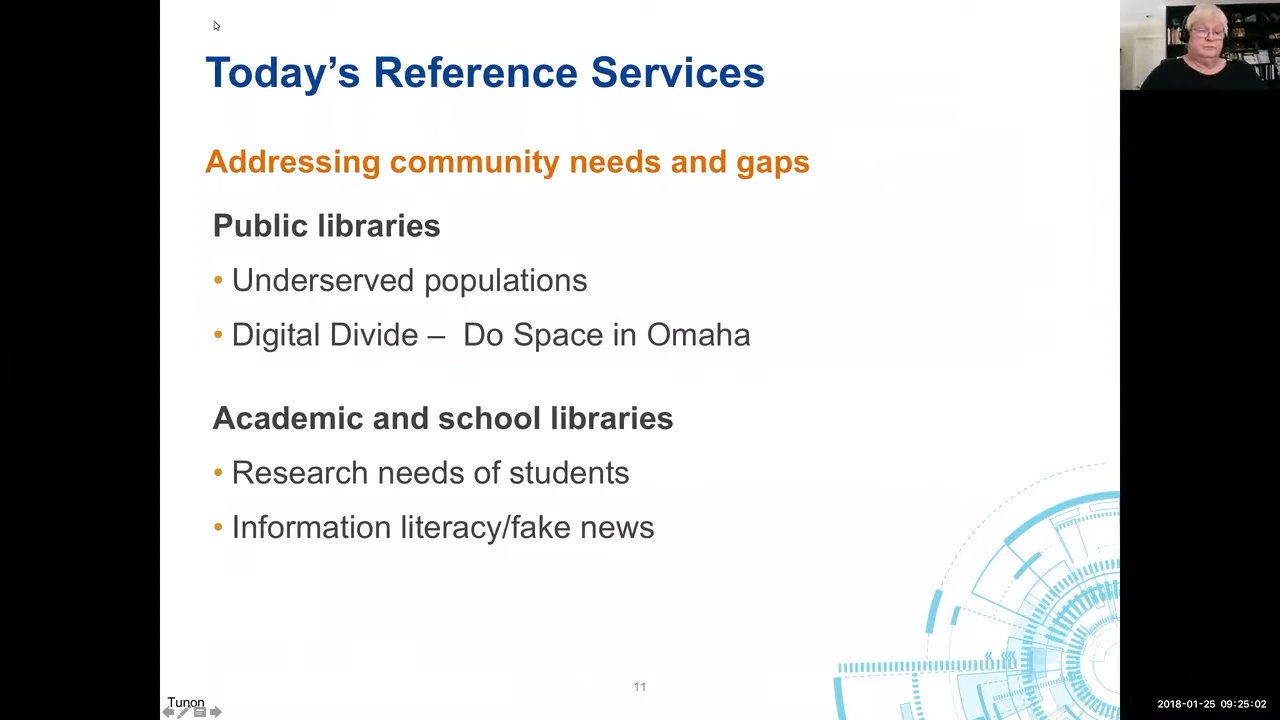 Today’s Reference Services
Addressing community needs and gaps
Public libraries
• Underserved populations
• Digital Divide –  Do Space in Omaha
Academic and school libraries
• Research needs of students
• Information literacy/fake news
11
Tunon
2018-01-25 09:25:02